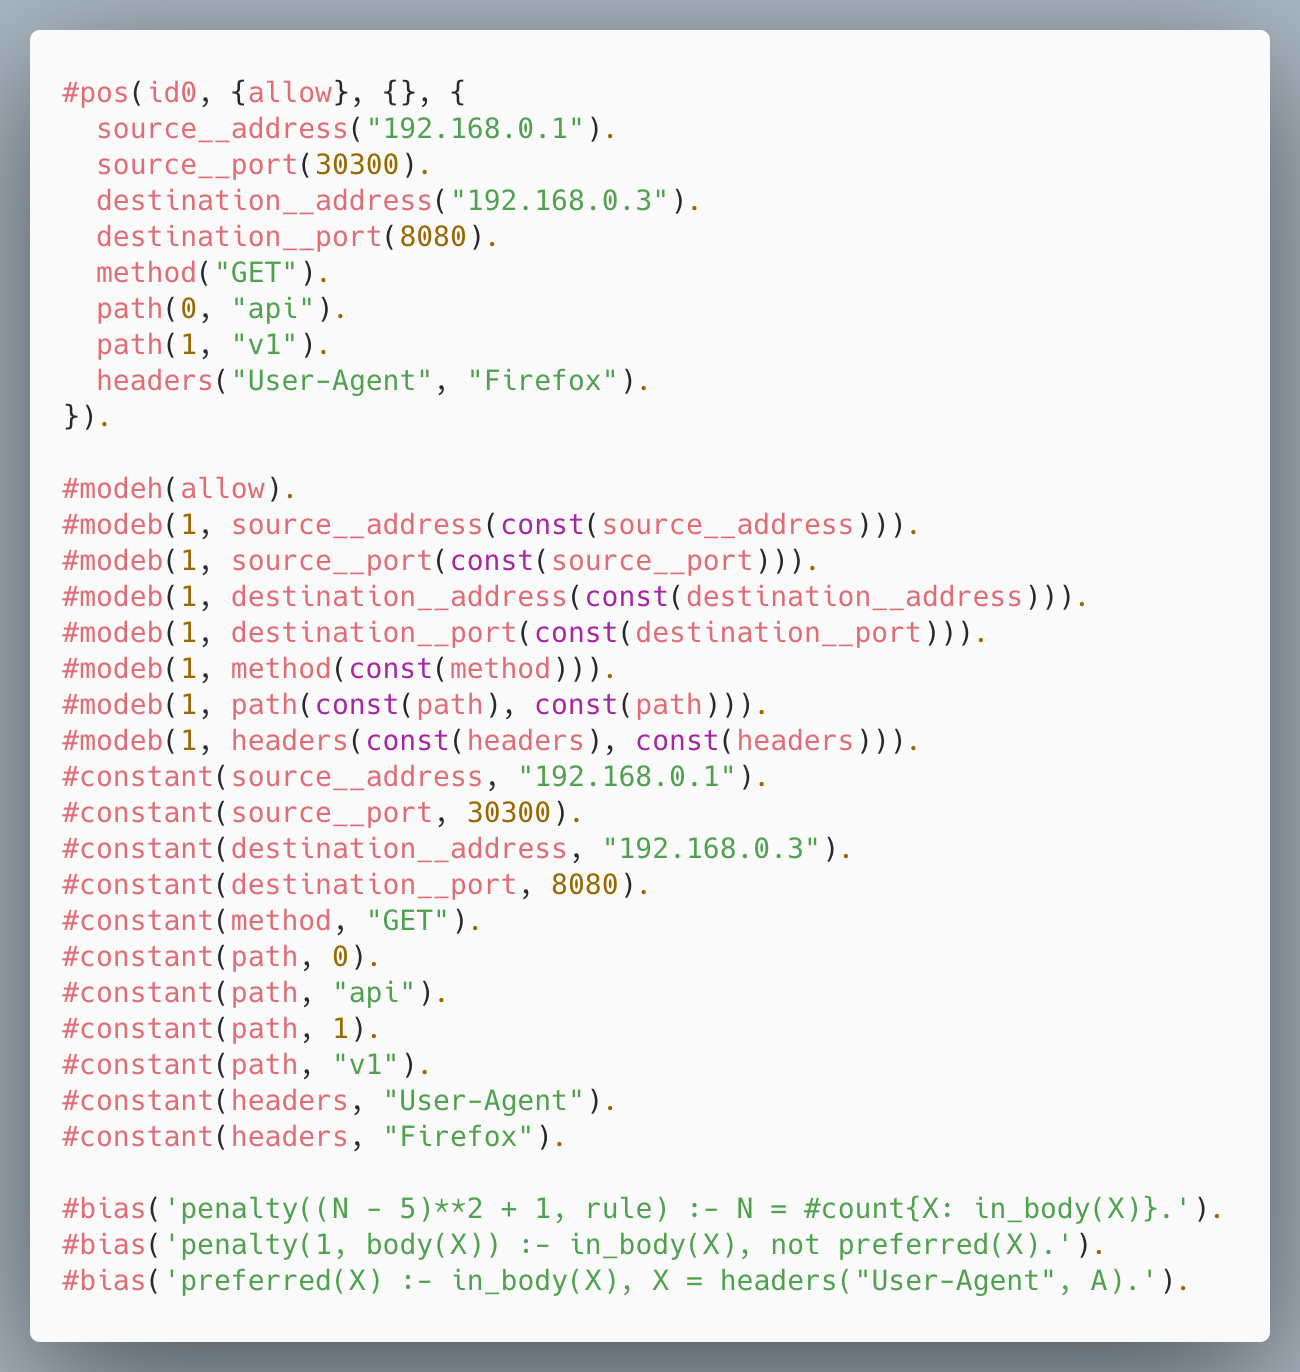 #pos(id0, {allow}, {}, {
  source__address("192.168.0.1").
  source__port(30300).
  destination__address("192.168.0.3").
  destination__port(8080).
  method("GET").
  path(0, "api").
  path(1, "v1").
  headers("User-Agent", "Firefox").
}).

#modeh(allow).
#modeb(1, source__address(const(source__address))).
#modeb(1, source__port(const(source__port))).
#modeb(1, destination__address(const(destination__address))).
#modeb(1, destination__port(const(destination__port))).
#modeb(1, method(const(method))).
#modeb(1, path(const(path), const(path))).
#modeb(1, headers(const(headers), const(headers))).
#constant(source__address, "192.168.0.1").
#constant(source__port, 30300).
#constant(destination__address, "192.168.0.3").
#constant(destination__port, 8080).
#constant(method, "GET").
#constant(path, 0).
#constant(path, "api").
#constant(path, 1).
#constant(path, "v1").
#constant(headers, "User-Agent").
#constant(headers, "Firefox").

#bias('penalty((N - 5)**2 + 1, rule) :- N = #count{X: in_body(X)}.').
#bias('penalty(1, body(X)) :- in_body(X), not preferred(X).').
#bias('preferred(X) :- in_body(X), X = headers("User-Agent", A).').